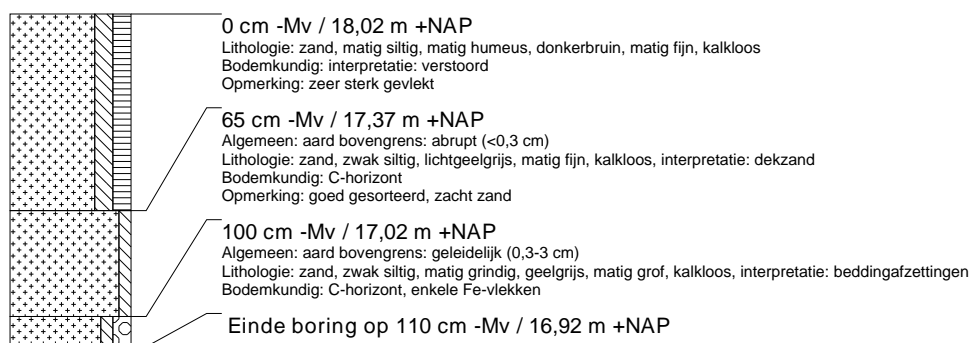 0 cm -Mv / 18,02 m +NAP
Lithologie: zand, matig siltig, matig humeus, donkerbruin, matig fijn, kalkloos
Bodemkundig: interpretatie: verstoord
Opmerking: zeer sterk gevlekt
65 cm -Mv / 17,37 m +NAP
Algemeen: aard bovengrens: abrupt (<0,3 cm)
Lithologie: zand, zwak siltig, lichtgeelgrijs, matig fijn, kalkloos, interpretatie: dekzand
Bodemkundig: C-horizont
Opmerking: goed gesorteerd, zacht zand
100 cm -Mv / 17,02 m +NAP
Algemeen: aard bovengrens: geleidelijk (0,3-3 cm)
Lithologie: zand, zwak siltig, matig grindig, geelgrijs, matig grof, kalkloos, interpretatie: beddingafzettingen
Bodemkundig: C-horizont, enkele Fe-vlekken
Einde boring op 110 cm -Mv / 16,92 m +NAP